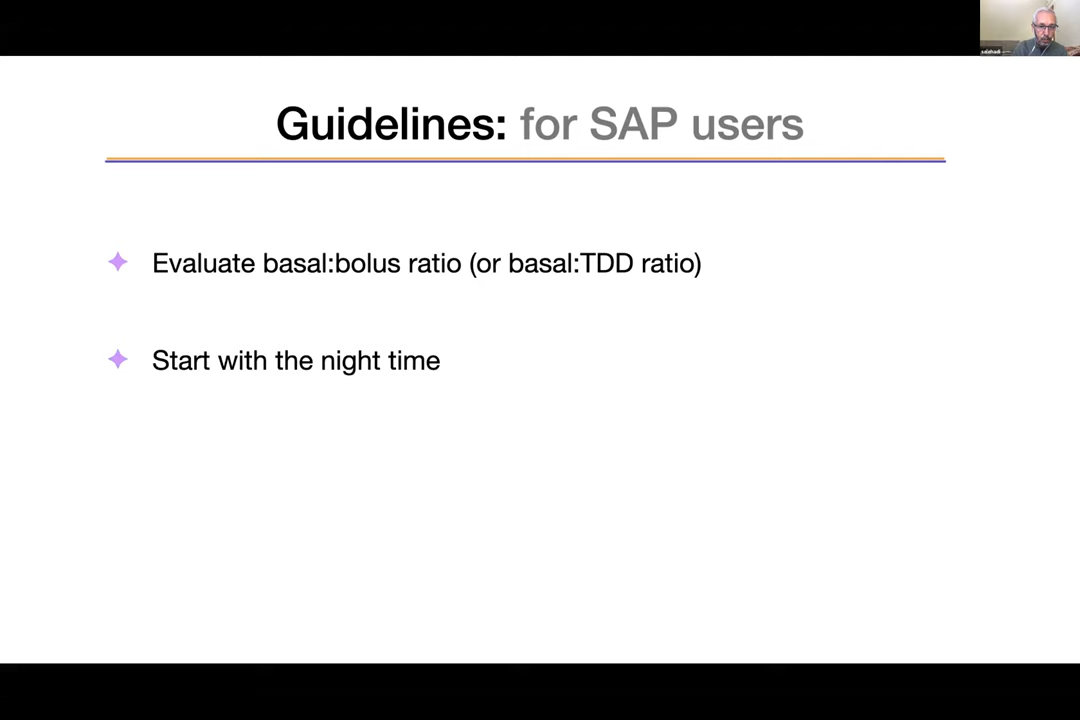 Guidelines: for SAP users
Evaluate basal:bolus ratio (or basal:TDD ratio)
Start with the night time